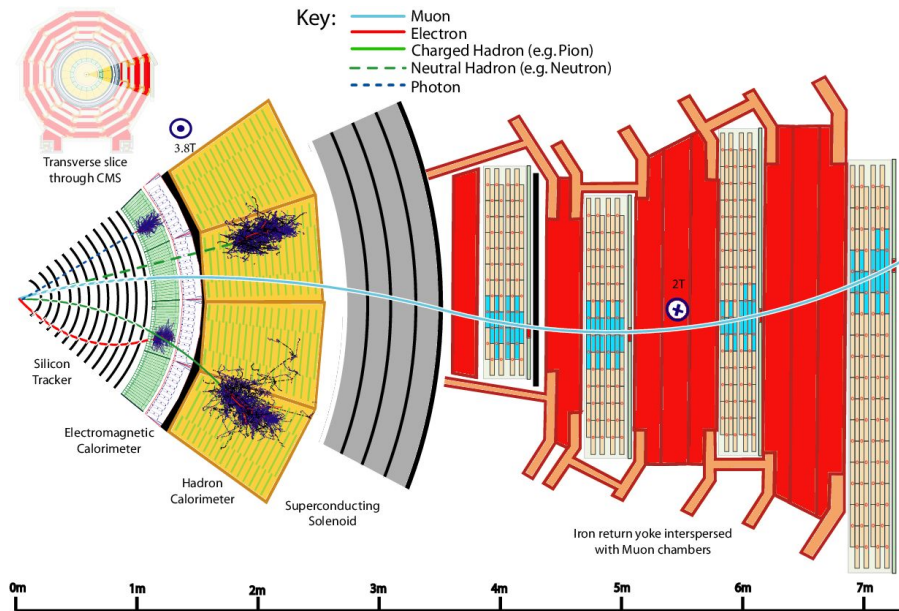 Key:
Muon
Electron
Charged Hadron (e.g. Pion)
Neutral Hadron (e.g. Neutron)
Photon
Transverse slice
through CMS
3.8T
2T
Silicon
Tracker
Electromagnetic
Calorimeter
Hadron
Calorimeter
Superconducting
Solenoid
Iron return yoke interspersed
with Muon chambers
0m
1m
2m
3m
4m
5m
6m
7m